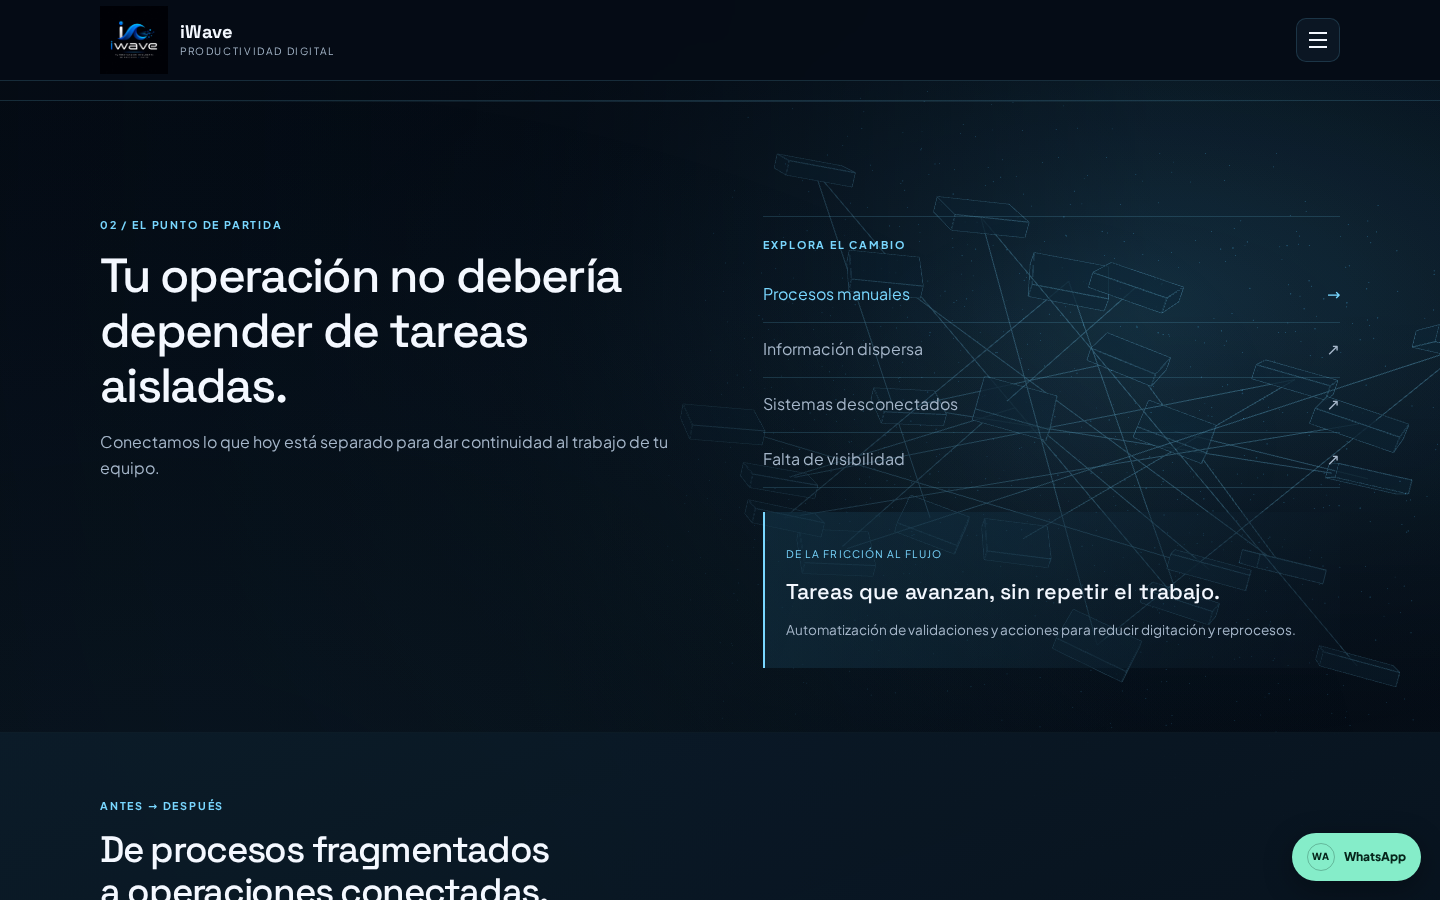 iwave
iWave
PRODUCTIVIDAD DIGITAL
02 / EL PUNTO DE PARTIDA
Tu operación no debería
depender de tareas
aisladas.
Conectamos lo que hoy está separado para dar continuidad al trabajo de tu
equipo.
EXPLORA EL CAMBIO
Procesos manuales →
Información dispersa ↗
Sistemas desconectados ↗
Falta de visibilidad ↗
DE LA FRICCIÓN AL FLUJO
Tareas que avanzan, sin repetir el trabajo.
Automatización de validaciones y acciones para reducir digitación y reprocesos.
ANTES → DESPUÉS
De procesos fragmentados
a operaciones conectadas.
WA WhatsApp